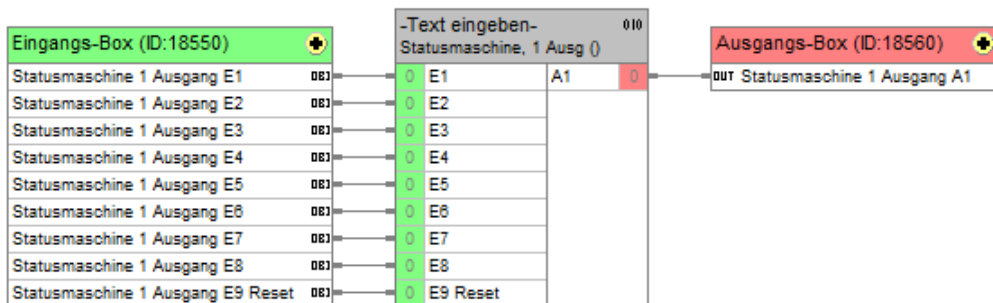 Eingangs-Box (ID:18550)
Statusmaschine 1 Ausgang E1
Statusmaschine 1 Ausgang E2
Statusmaschine 1 Ausgang E3
Statusmaschine 1 Ausgang E4
Statusmaschine 1 Ausgang E5
Statusmaschine 1 Ausgang E6
Statusmaschine 1 Ausgang E7
Statusmaschine 1 Ausgang E8
Statusmaschine 1 Ausgang E9 Reset
-Text eingeben-
Statusmaschine, 1 Ausg ()
0 E1 A1 0
0 E2
0 E3
0 E4
0 E5
0 E6
0 E7
0 E8
0 E9 Reset
Ausgangs-Box (ID:18560)
OUT Statusmaschine 1 Ausgang A1